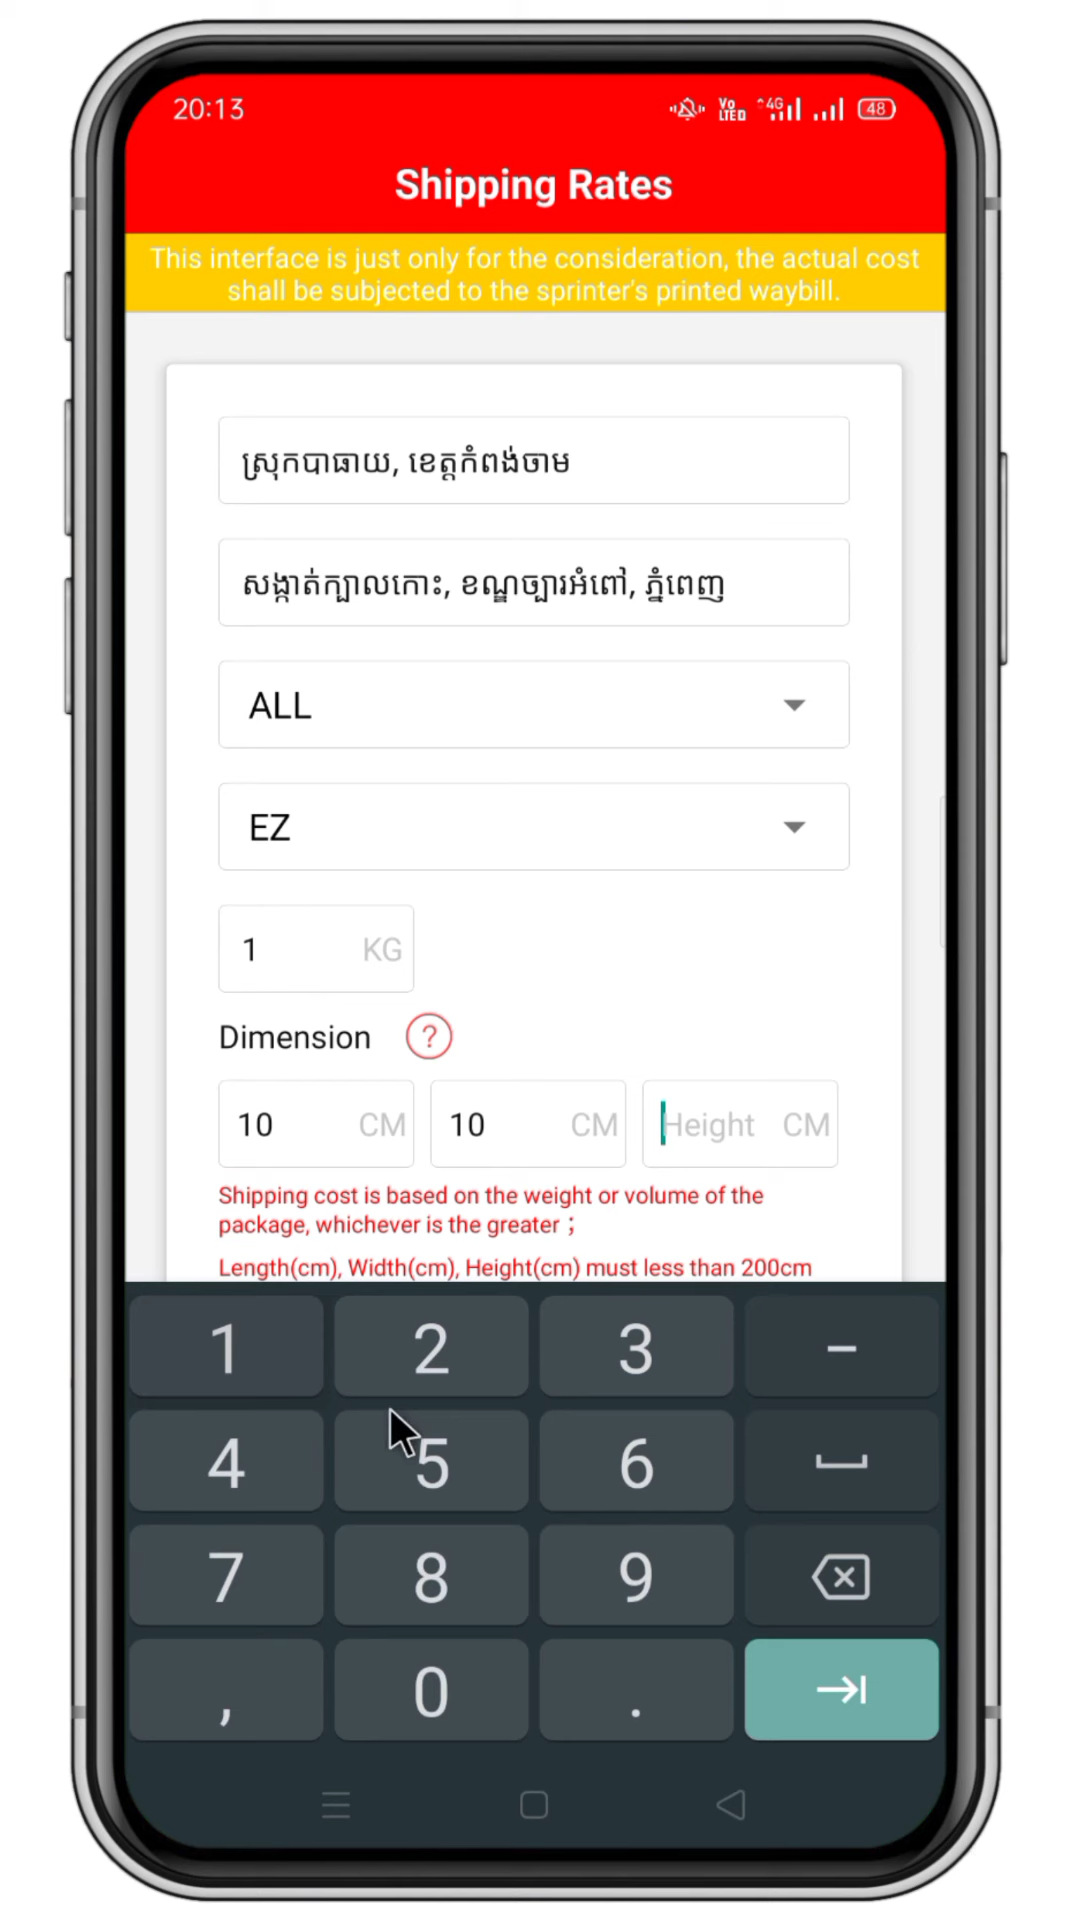 20:13
Vo LTED 4G 48
Shipping Rates
This interface is just only for the consideration, the actual cost
shall be subjected to the sprinter's printed waybill.
ស្រុកបាធាយ, ខេត្តកំពង់ចាម
សង្កាត់ក្បាលកោះ, ខណ្ឌច្បារអំពៅ, ភ្នំពេញ
ALL
EZ
1 KG
Dimension ?
10 CM 10 CM Height CM
Shipping cost is based on the weight or volume of the
package, whichever is the greater ;
Length(cm), Width(cm), Height(cm) must less than 200cm
1 2 3 –
4 5 6
7 8 9
, 0 .